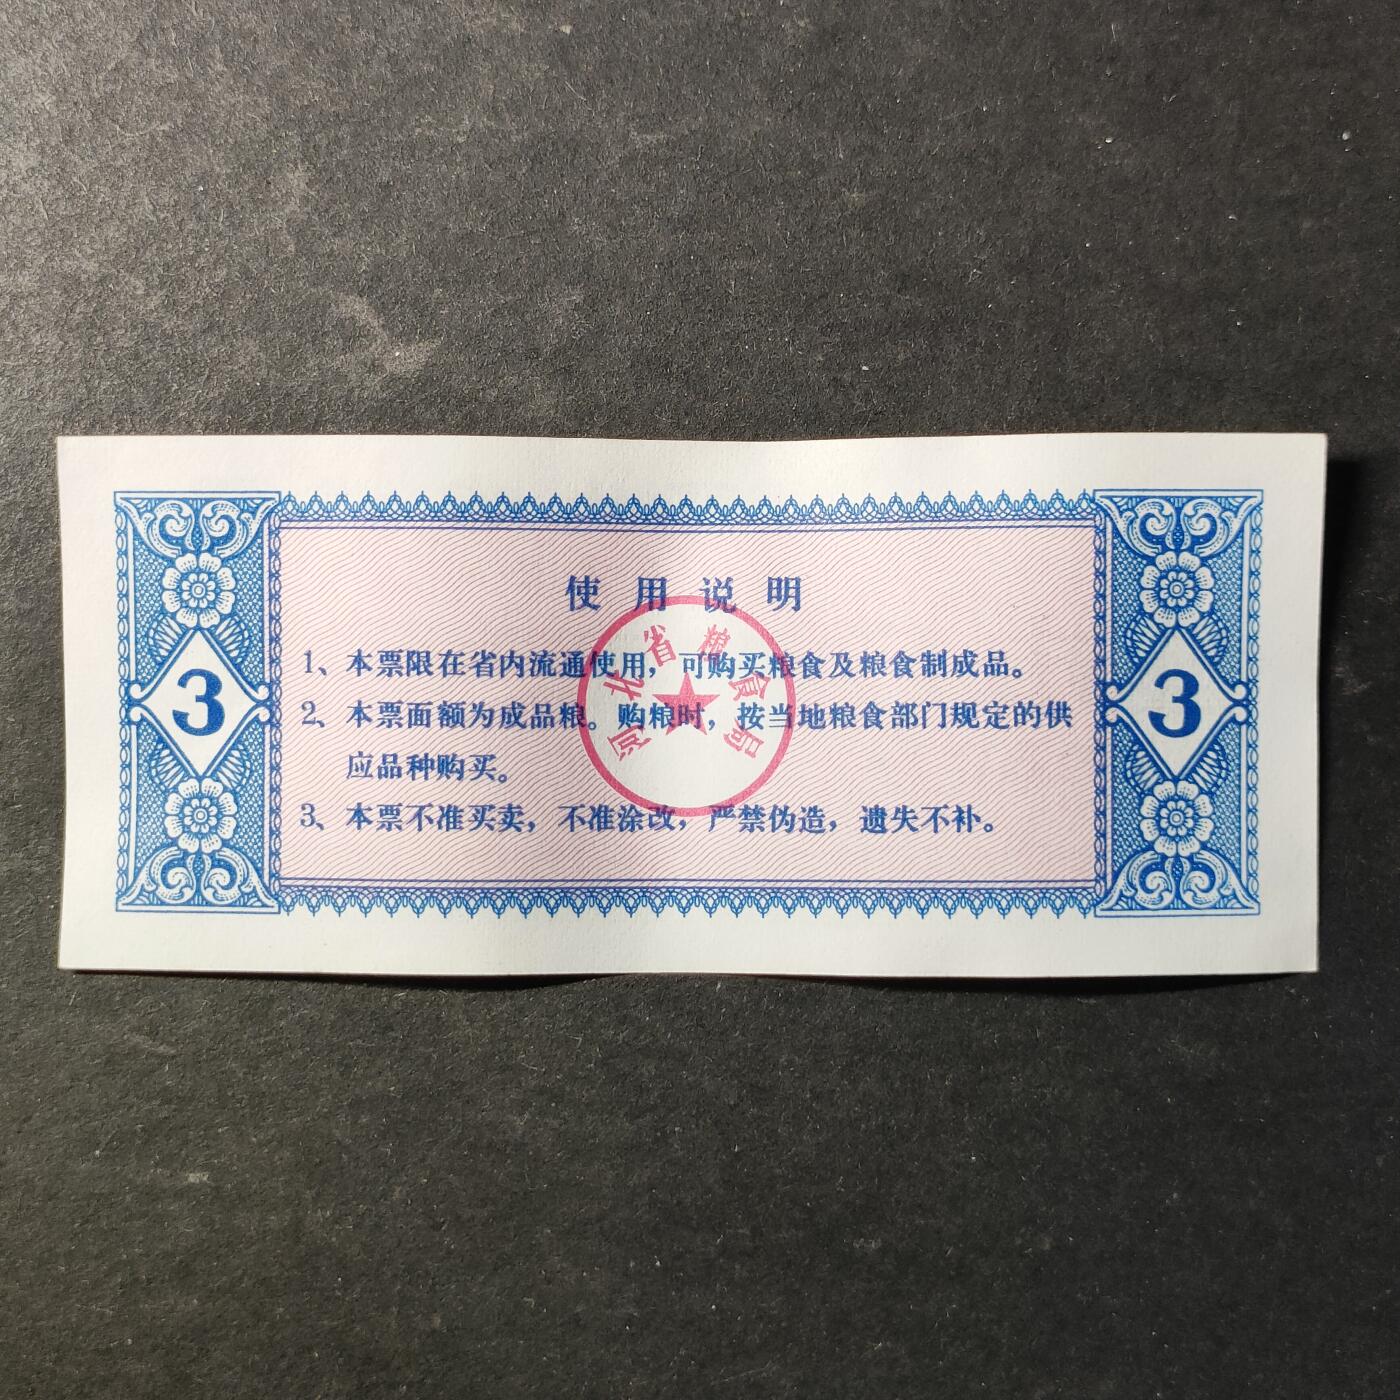 使用说明
1、本票限在省内流通使用，可购买粮食及粮食制成品。
2、本票面额为成品粮。购粮时，按当地粮食部门规定的供
应品种购买。
3、本票不准买卖，不准涂改，严禁伪造，遗失不补。
河北省粮食局
3
3